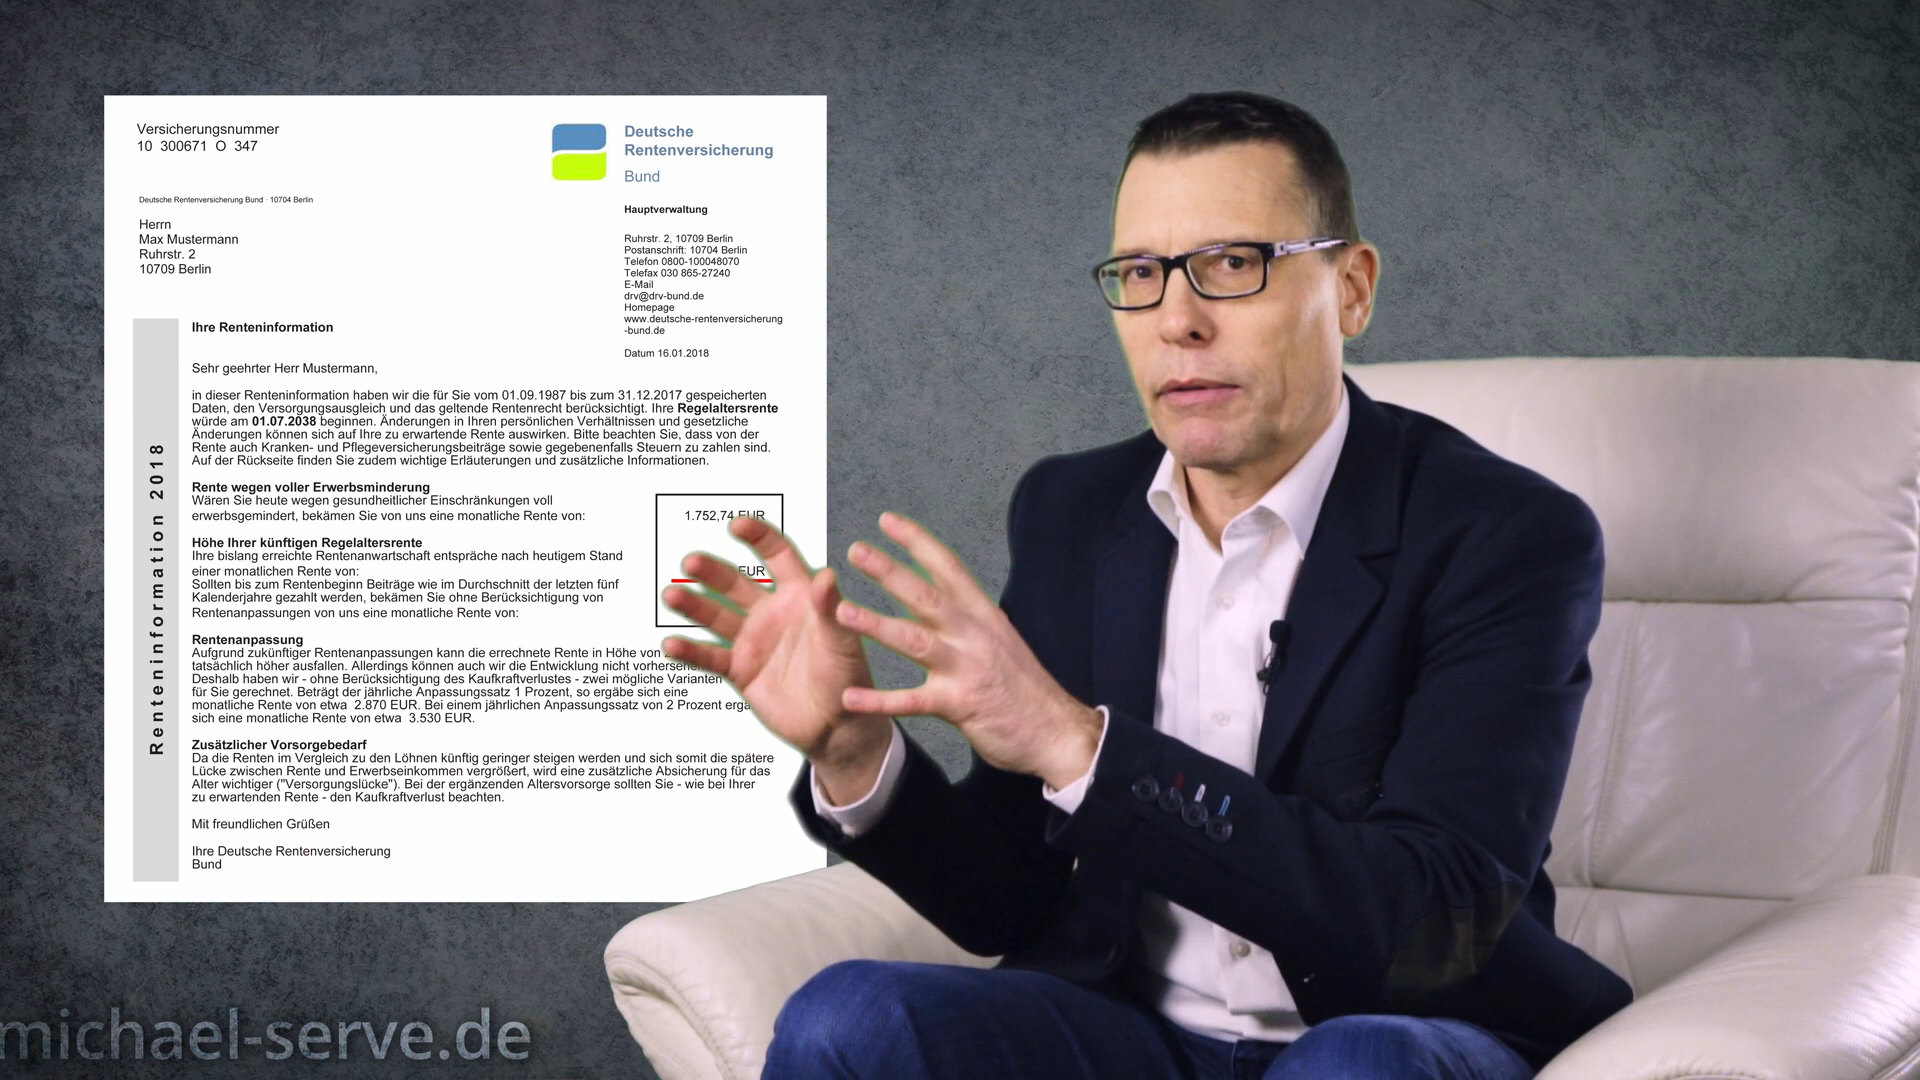 Versicherungsnummer
10 300671 O 347
Deutsche
Rentenversicherung
Bund
Deutsche Rentenversicherung Bund · 10704 Berlin
Herrn
Max Mustermann
Ruhrstr. 2
10709 Berlin
Hauptverwaltung
Ruhrstr. 2, 10709 Berlin
Postanschrift: 10704 Berlin
Telefon 0800-100048070
Telefax 030 865-27240
E-Mail
drv@drv-bund.de
Homepage
www.deutsche-rentenversicherung
-bund.de
Datum 16.01.2018
Renteninformation 2018
Ihre Renteninformation
Sehr geehrter Herr Mustermann,
in dieser Renteninformation haben wir die für Sie vom 01.09.1987 bis zum 31.12.2017 gespeicherten
Daten, den Versorgungsausgleich und das geltende Rentenrecht berücksichtigt. Ihre Regelaltersrente
würde am 01.07.2038 beginnen. Änderungen in Ihren persönlichen Verhältnissen und gesetzliche
Änderungen können sich auf Ihre zu erwartende Rente auswirken. Bitte beachten Sie, dass von der
Rente auch Kranken- und Pflegeversicherungsbeiträge sowie gegebenenfalls Steuern zu zahlen sind.
Auf der Rückseite finden Sie zudem wichtige Erläuterungen und zusätzliche Informationen.
Rente wegen voller Erwerbsminderung
Wären Sie heute wegen gesundheitlicher Einschränkungen voll
erwerbsgemindert, bekämen Sie von uns eine monatliche Rente von:
1.752,74 EUR
Höhe Ihrer künftigen Regelaltersrente
Ihre bislang erreichte Rentenanwartschaft entspräche nach heutigem Stand
einer monatlichen Rente von:
EUR
Sollten bis zum Rentenbeginn Beiträge wie im Durchschnitt der letzten fünf
Kalenderjahre gezahlt werden, bekämen Sie ohne Berücksichtigung von
Rentenanpassungen von uns eine monatliche Rente von:
Rentenanpassung
Aufgrund zukünftiger Rentenanpassungen kann die errechnete Rente in Höhe von
tatsächlich höher ausfallen. Allerdings können auch wir die Entwicklung nicht vorhersehen.
Deshalb haben wir - ohne Berücksichtigung des Kaufkraftverlustes - zwei mögliche Varianten
für Sie gerechnet. Beträgt der jährliche Anpassungssatz 1 Prozent, so ergäbe sich eine
monatliche Rente von etwa 2.870 EUR. Bei einem jährlichen Anpassungssatz von 2 Prozent ergä
sich eine monatliche Rente von etwa 3.530 EUR.
Zusätzlicher Vorsorgebedarf
Da die Renten im Vergleich zu den Löhnen künftig geringer steigen werden und sich somit die spätere
Lücke zwischen Rente und Erwerbseinkommen vergrößert, wird eine zusätzliche Absicherung für das
Alter wichtiger ("Versorgungslücke"). Bei der ergänzenden Altersvorsorge sollten Sie - wie bei Ihrer
zu erwartenden Rente - den Kaufkraftverlust beachten.
Mit freundlichen Grüßen
Ihre Deutsche Rentenversicherung
Bund
michael-serve.de